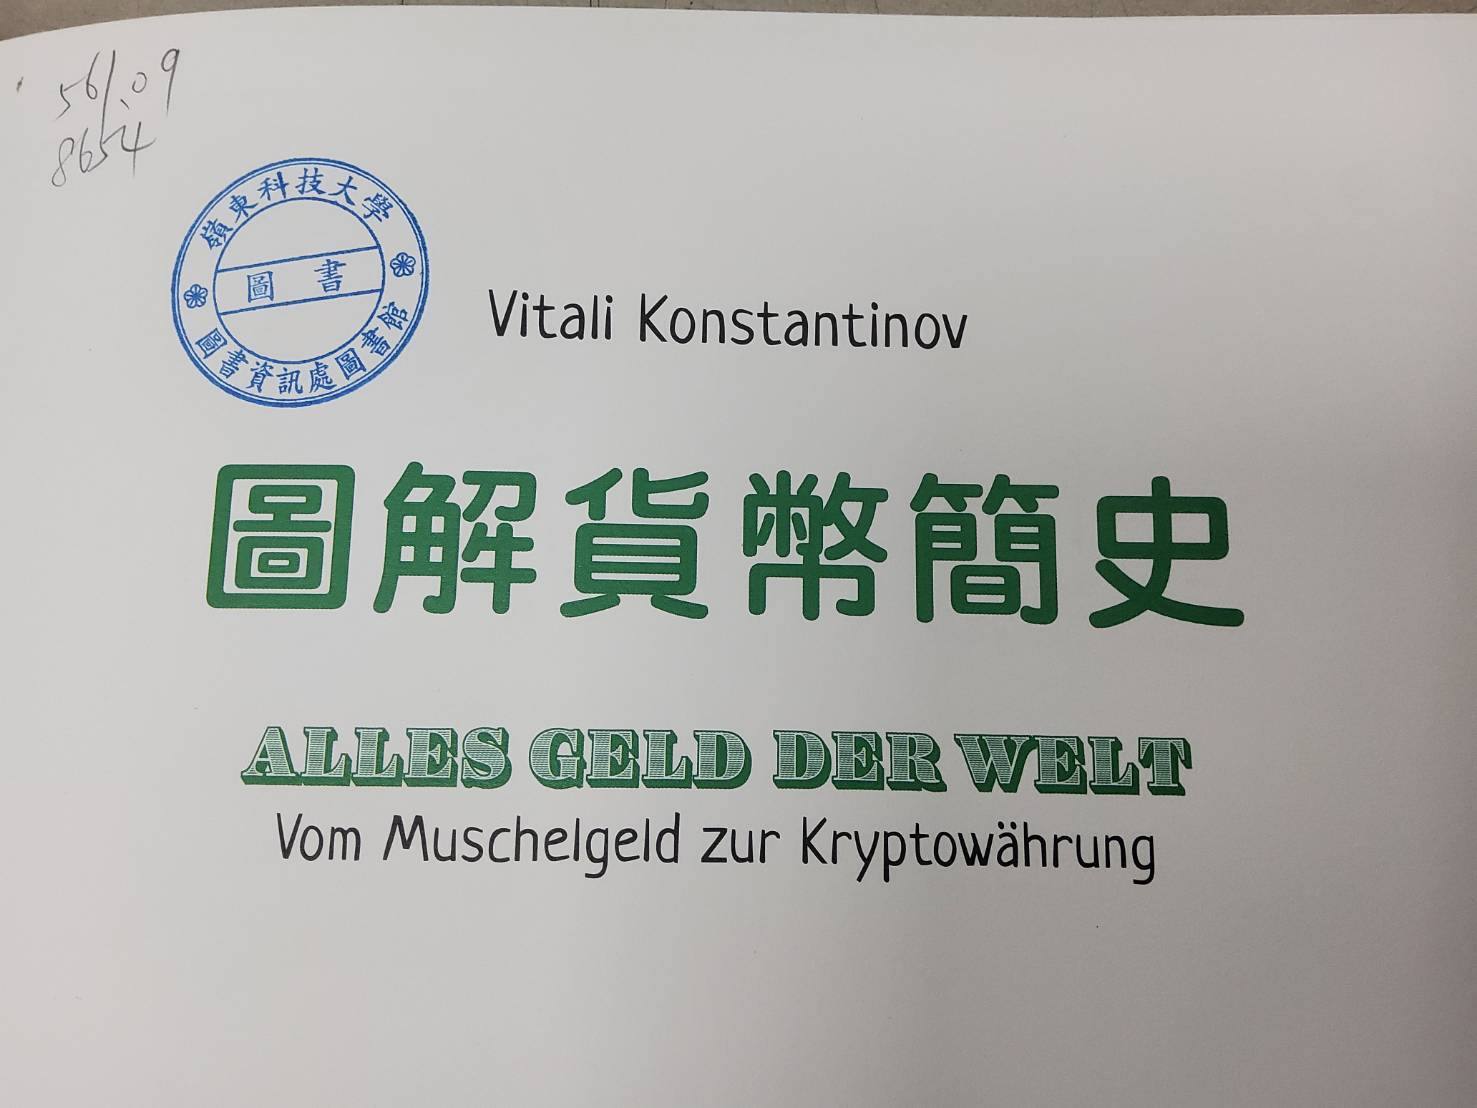 561.09
8654
嶺東科技大學
圖書
圖書資訊處圖書館
Vitali Konstantinov
圖解貨幣簡史
ALLES GELD DER WELT
Vom Muschelgeld zur Kryptowährung